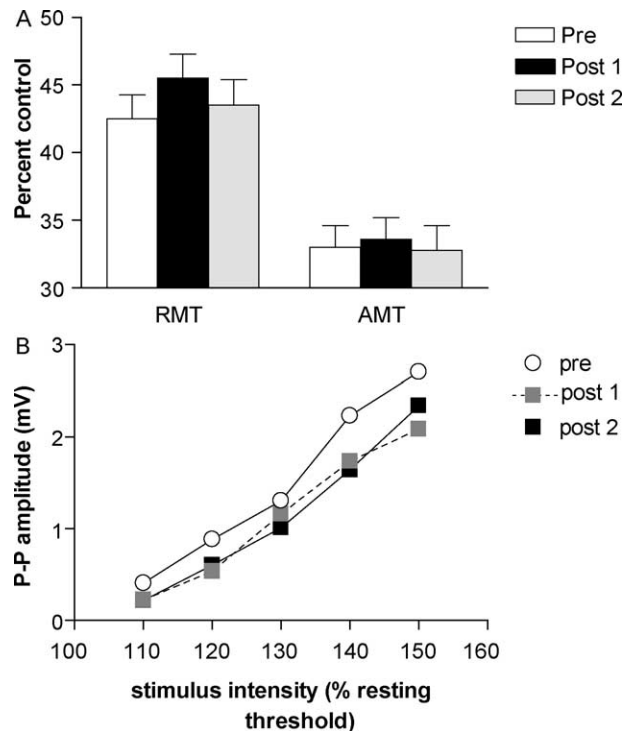 A
50
45
40
35
30
Percent control
RMT
AMT
Pre
Post 1
Post 2
B
3
2
1
0
P-P amplitude (mV)
100
110
120
130
140
150
160
stimulus intensity (% resting
threshold)
pre
post 1
post 2